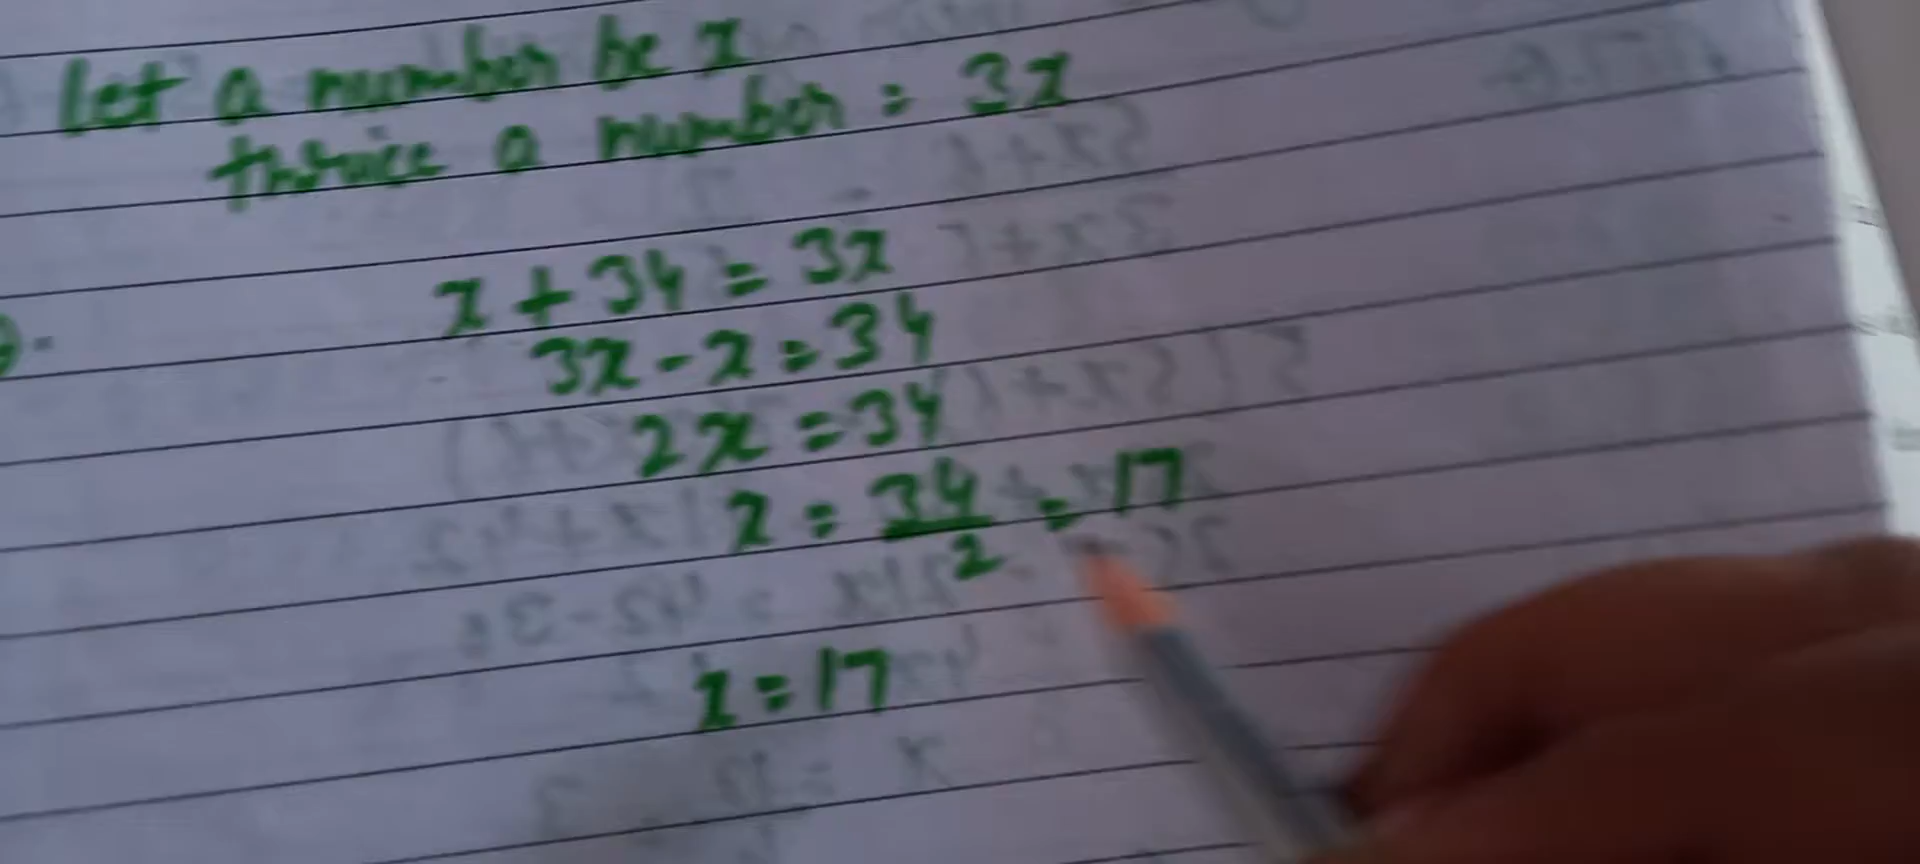 Let a number be x
thrice a number = 3x
x + 34 = 3x
3x - x = 34
2x = 34
x = 34/2 = 17
x = 17